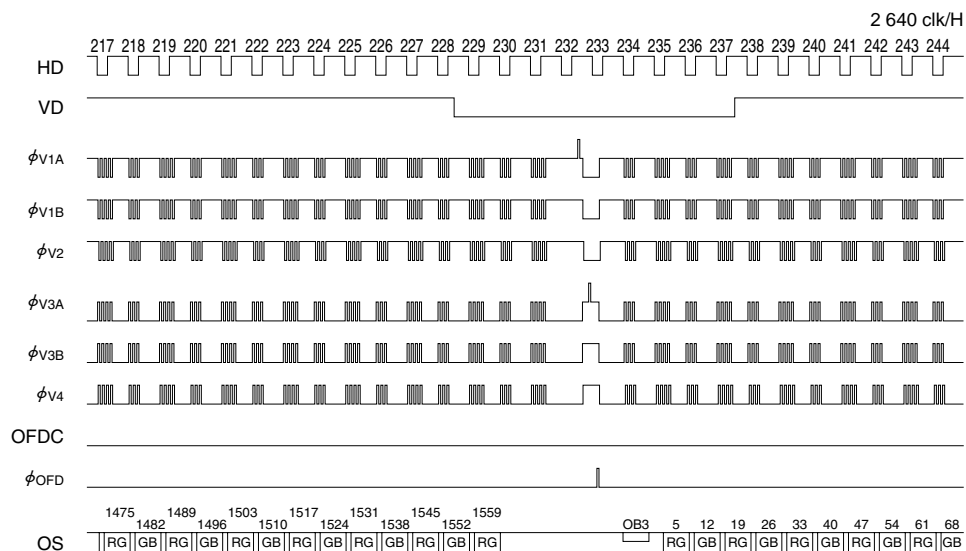 2 640 clk/H
217 218 219 220 221 222 223 224 225 226 227 228 229 230 231 232 233 234 235 236 237 238 239 240 241 242 243 244
HD
VD
ϕV1A
ϕV1B
ϕV2
ϕV3A
ϕV3B
ϕV4
OFDC
ϕOFD
1475 1489 1503 1517 1531 1545 1559
1482 1496 1510 1524 1538 1552
OB3 5 12 19 26 33 40 47 54 61 68
OS RG GB RG GB RG GB RG GB RG GB RG GB RG RG GB RG GB RG GB RG GB RG GB